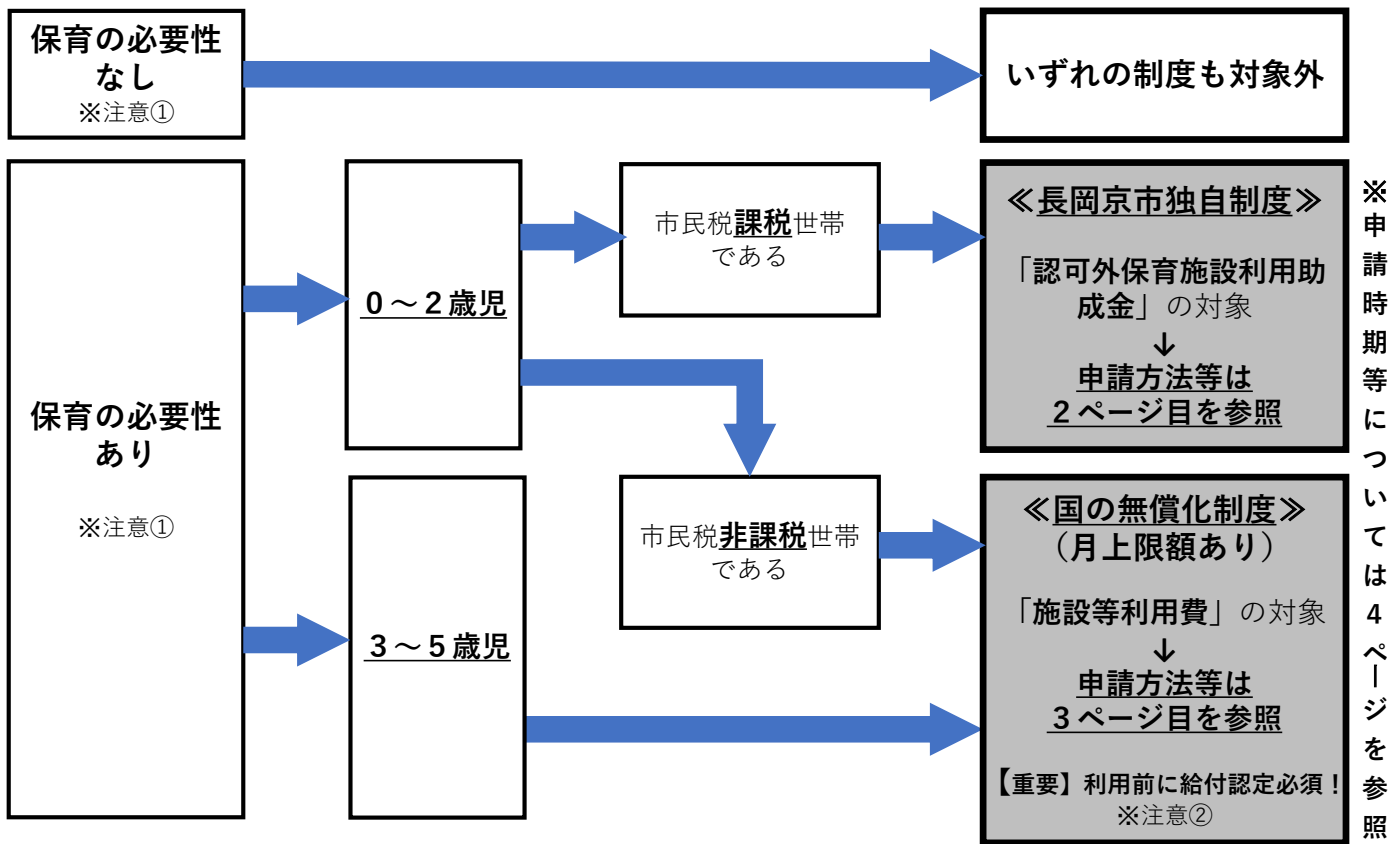 保育の必要性
なし
※注意①
いずれの制度も対象外
保育の必要性
あり
※注意①
０～２歳児
３～５歳児
市民税課税世帯
である
市民税非課税世帯
である
≪長岡京市独自制度≫
「認可外保育施設利用助
成金」の対象
↓
申請方法等は
２ページ目を参照
≪国の無償化制度≫
（月上限額あり）
「施設等利用費」の対象
↓
申請方法等は
３ページ目を参照
【重要】利用前に給付認定必須！
※注意②
※申請時期等については４ページを参照